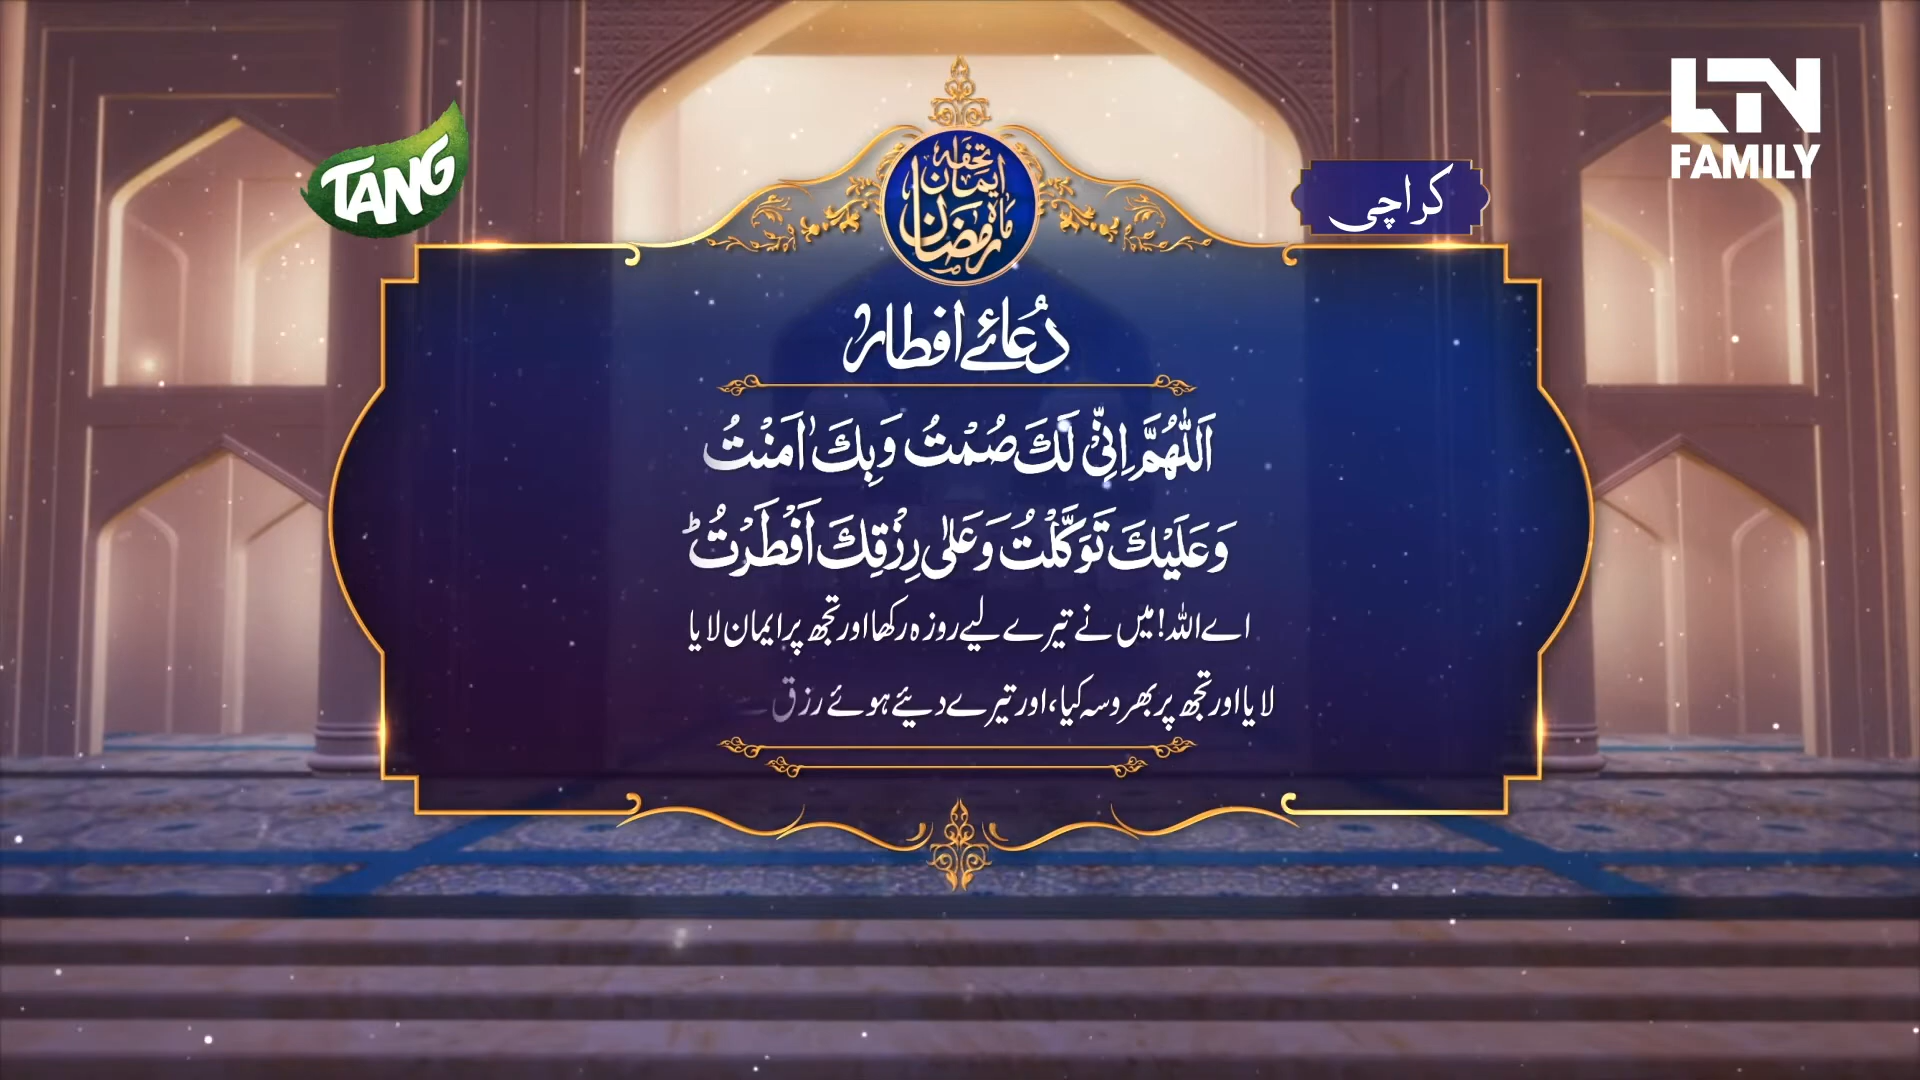 LTN
FAMILY
TANG
کراچی
تحفہ
ایمان
ماہ رمضان
دُعائے افطار
اَللّٰهُمَّ اِنِّیْ لَكَ صُمْتُ وَبِكَ اٰمَنْتُ
وَعَلَيْكَ تَوَكَّلْتُ وَعَلٰی رِزْقِكَ اَفْطَرْتُؕ
اے اللہ! میں نے تیرے لیے روزہ رکھا اور تجھ پر ایمان لایا
لایا اور تجھ پر بھروسہ کیا، اور تیرے دیئے ہوئے رزق